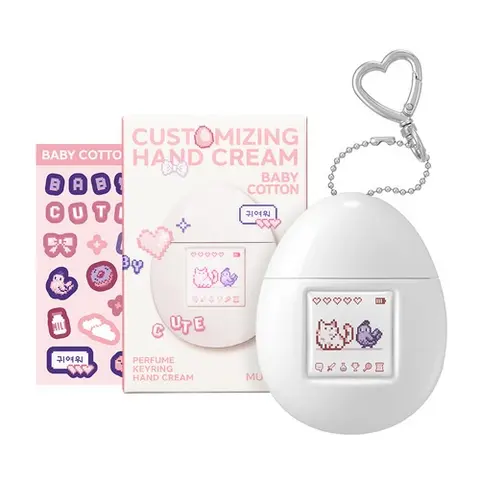 BABY COTTO
BABY
CUTE
귀여워
CUSTOMIZING
HAND CREAM
BABY
COTTON
귀여워
BY
CUTE
PERFUME
KEYRING
HAND CREAM
MU